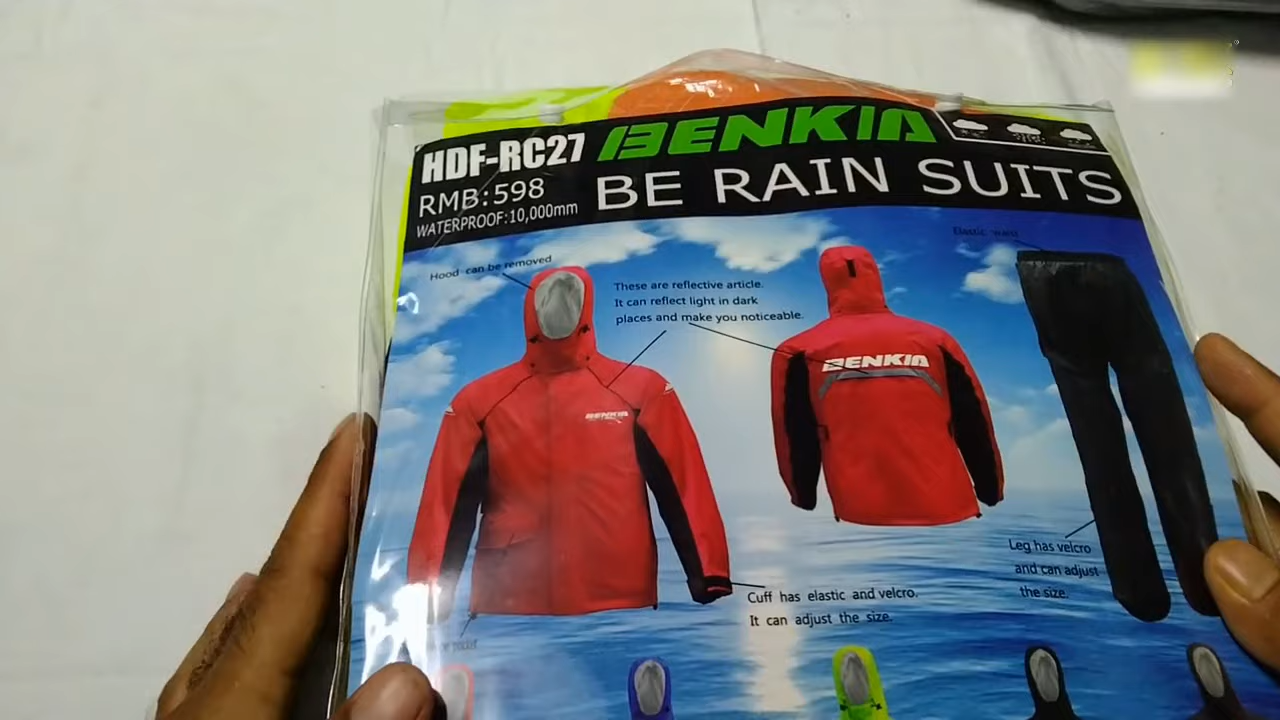 HDF-RC27
BENKIA
RMB:598
BE RAIN SUITS
WATERPROOF:10,000mm
Elastic waist
Hood can be removed
These are reflective article.
It can reflect light in dark
places and make you noticeable.
BENKIA
BENKIA
Leg has velcro
and can adjust
the size.
Cuff has elastic and velcro.
It can adjust the size.